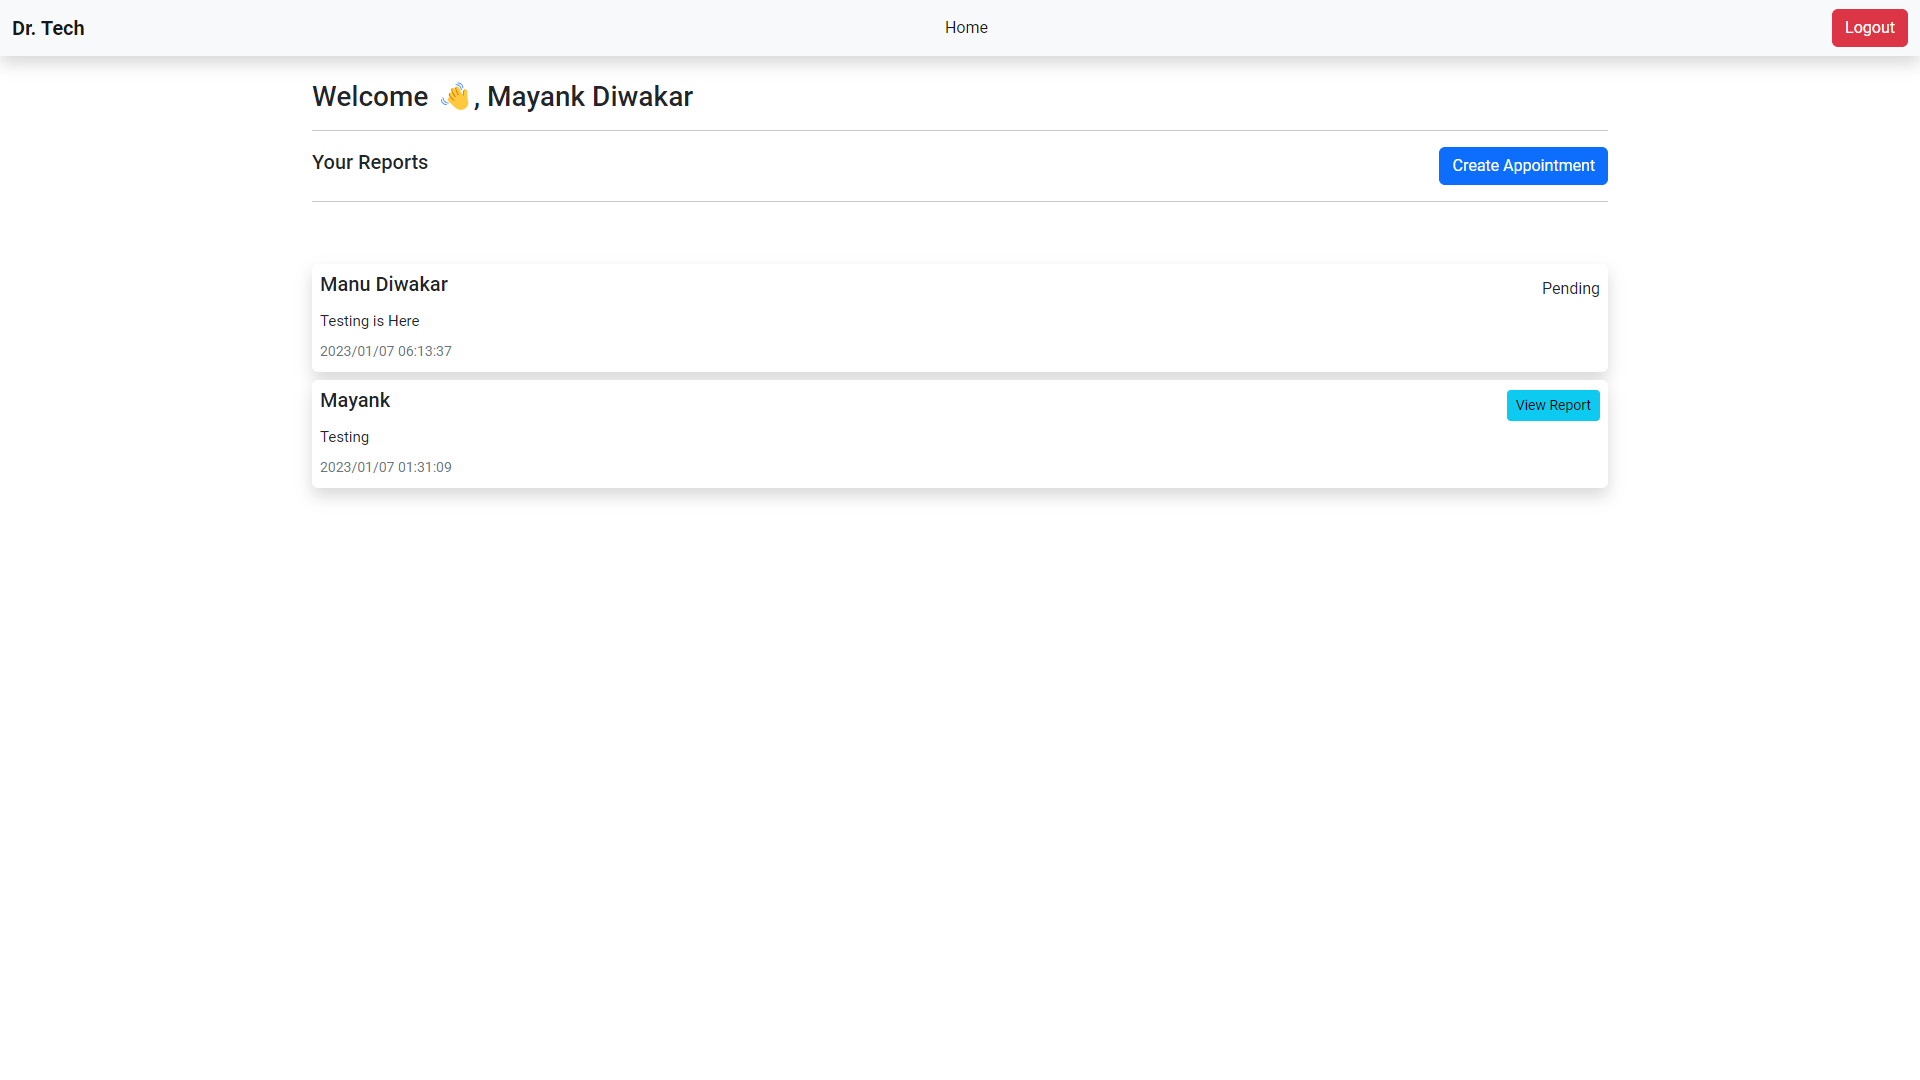 Dr. Tech
Home
Logout
Welcome 👋, Mayank Diwakar
Your Reports
Create Appointment
Manu Diwakar
Pending
Testing is Here
2023/01/07 06:13:37
Mayank
View Report
Testing
2023/01/07 01:31:09